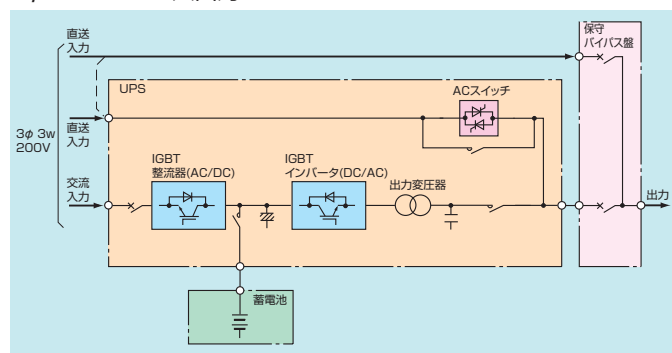 直送
入力
保守
バイパス盤
UPS
ACスイッチ
3φ 3w
200V
直送
入力
IGBT
整流器(AC/DC)
IGBT
インバータ(DC/AC)
出力変圧器
交流
入力
出力
蓄電池